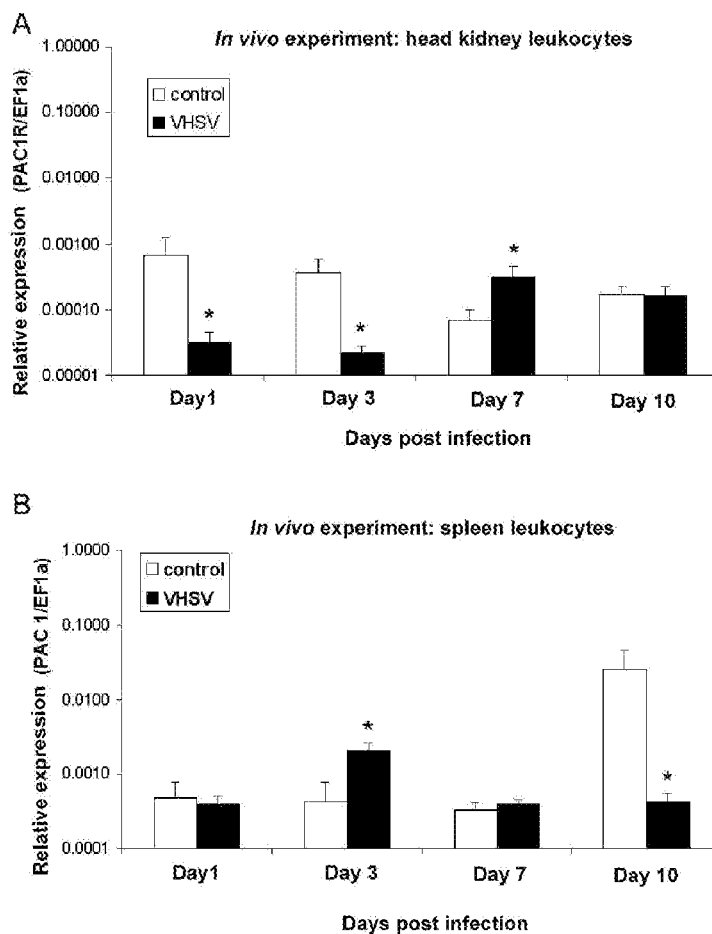 A
In vivo experiment: head kidney leukocytes
Relative expression (PAC1R/EF1a)
1.00000
0.10000
0.01000
0.00100
0.00010
0.00001
control
VHSV
*
*
*
Day1
Day 3
Day 7
Day 10
Days post infection
B
In vivo experiment: spleen leukocytes
Relative expression (PAC 1/EF1a)
1.0000
0.1000
0.0100
0.0010
0.0001
control
VHSV
*
*
Day1
Day 3
Day 7
Day 10
Days post infection